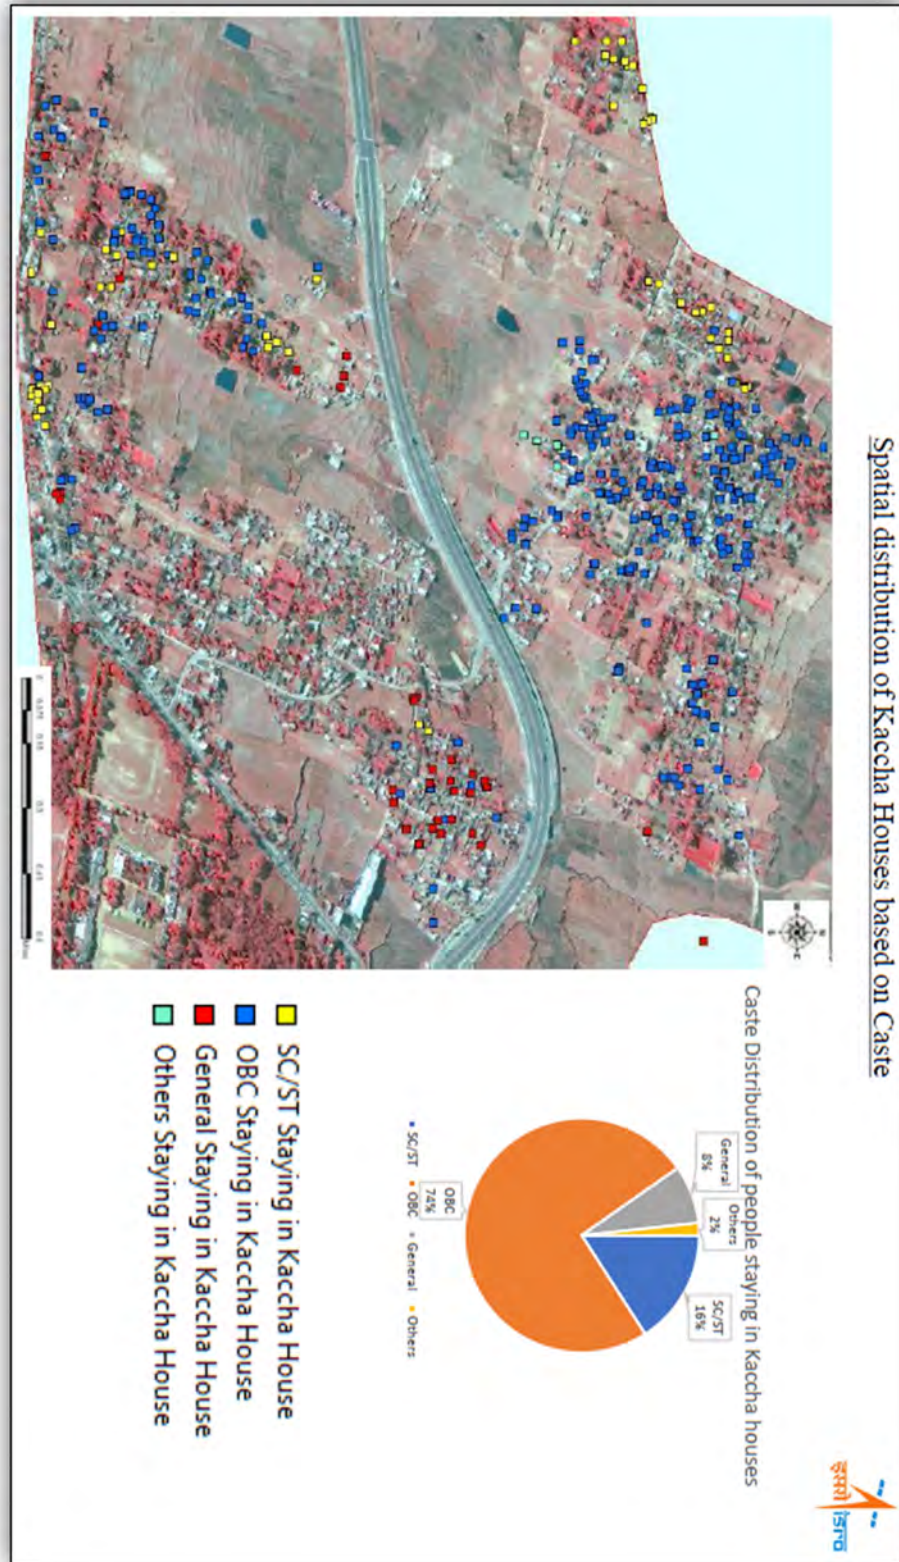 Spatial distribution of Kaccha Houses based on Caste
इसरो isro
Caste Distribution of people staying in Kaccha houses
General
8%
Others
2%
SC/ST
16%
OBC
74%
SC/ST OBC General Others
SC/ST Staying in Kaccha House
OBC Staying in Kaccha House
General Staying in Kaccha House
Others Staying in Kaccha House